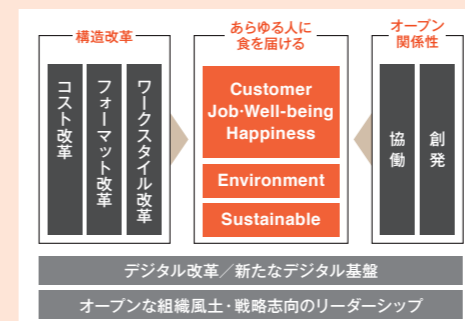 構造改革
コスト改革
フォーマット改革
ワークスタイル改革
あらゆる人に
食を届ける
Customer
Job·Well-being
Happiness
Environment
Sustainable
オープン
関係性
協働
創発
デジタル改革／新たなデジタル基盤
オープンな組織風土・戦略志向のリーダーシップ